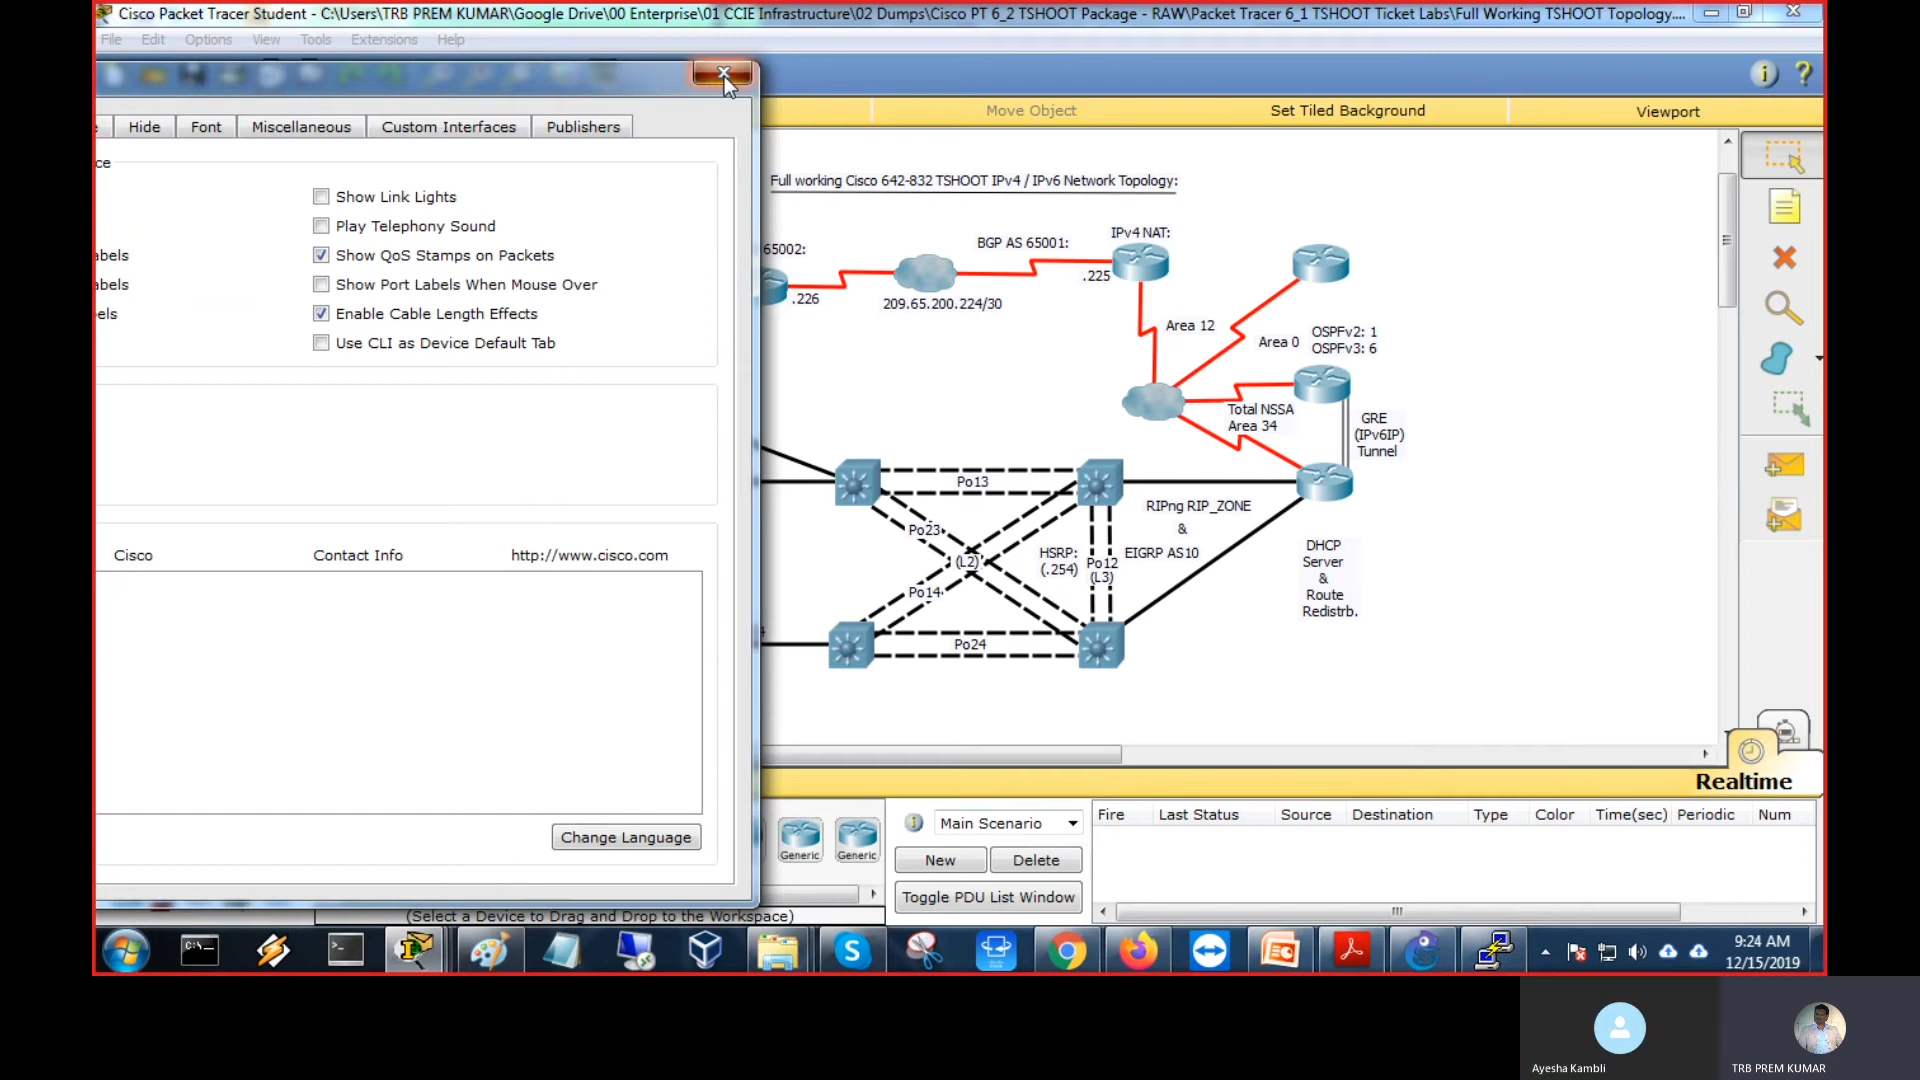 Cisco Packet Tracer Student - C:\Users\TRB PREM KUMAR\Google Drive\00 Enterprise\01 CCIE Infrastructure\02 Dumps\Cisco PT 6_2 TSHOOT Package - RAW\Packet Tracer 6_1 TSHOOT Ticket Labs\Full Working TSHOOT Topology....
File Edit Options View Tools Extensions Help
Move Object Set Tiled Background Viewport
e Hide Font Miscellaneous Custom Interfaces Publishers
ce
Show Link Lights
Play Telephony Sound
abels Show QoS Stamps on Packets
abels Show Port Labels When Mouse Over
els Enable Cable Length Effects
Use CLI as Device Default Tab
Cisco Contact Info http://www.cisco.com
Change Language
Full working Cisco 642-832 TSHOOT IPv4 / IPv6 Network Topology:
65002:
BGP AS 65001:
IPv4 NAT:
.226
.225
209.65.200.224/30
Area 12
Area 0
OSPFv2: 1
OSPFv3: 6
Total NSSA
Area 34
GRE
(IPv6IP)
Tunnel
Po13
Po23
(L2)
Po14
Po24
HSRP:
(.254)
Po12
(L3)
RIPng RIP_ZONE
&
EIGRP AS10
DHCP
Server
&
Route
Redistrb.
4
Realtime
Generic Generic
(Select a Device to Drag and Drop to the Workspace)
Main Scenario
New Delete
Toggle PDU List Window
Fire Last Status Source Destination Type Color Time(sec) Periodic Num
9:24 AM
12/15/2019
Ayesha Kambli
TRB PREM KUMAR